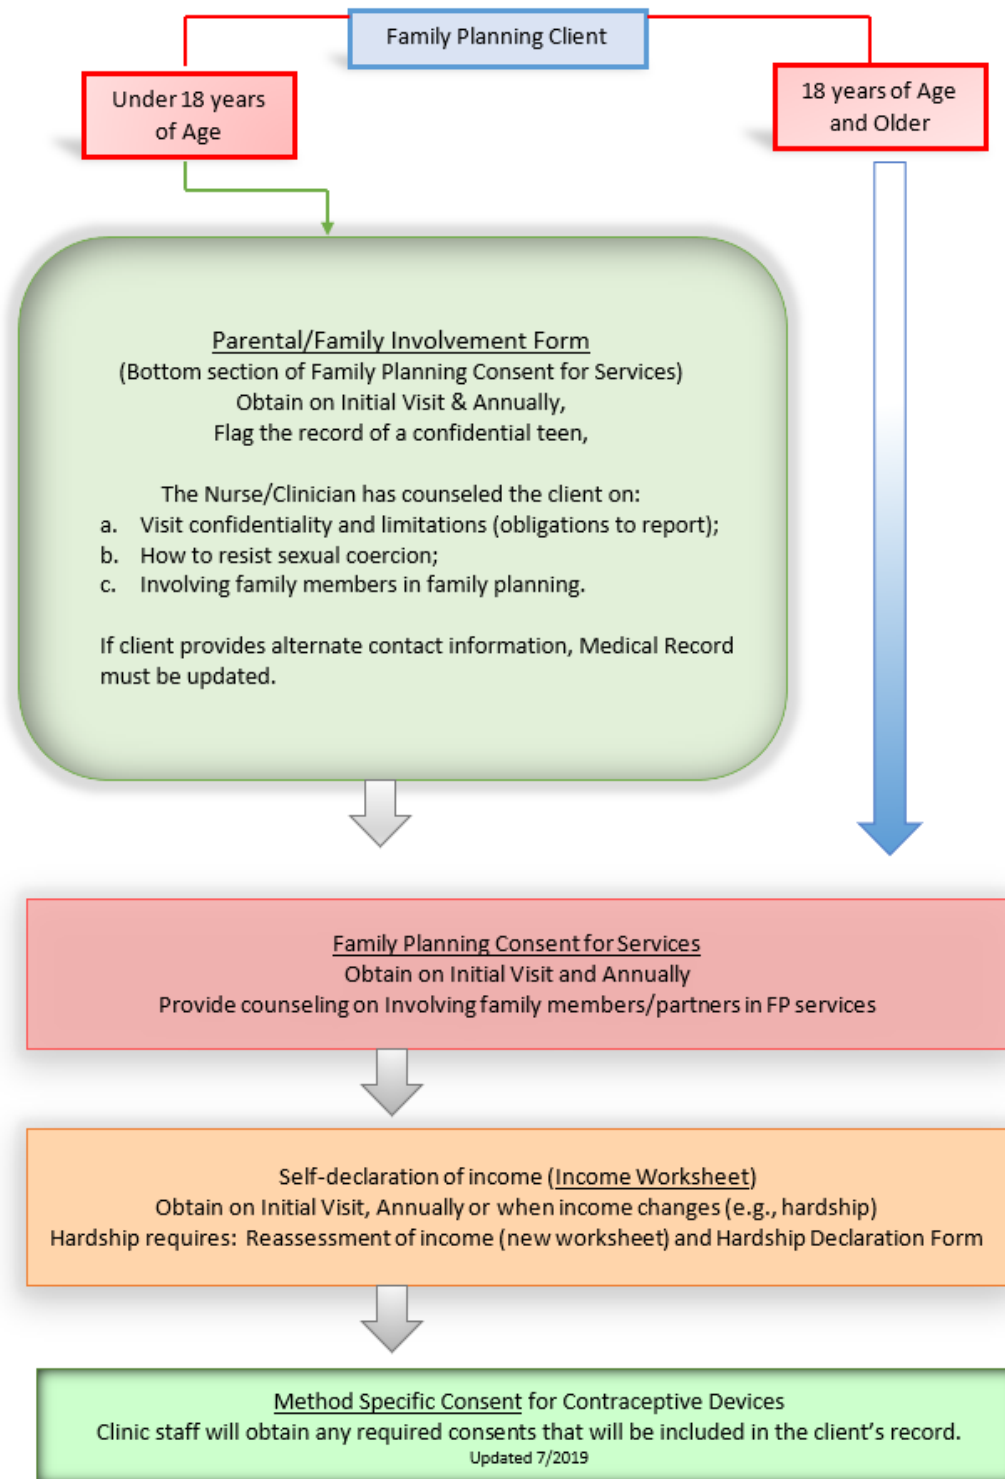 Family Planning Client
Under 18 years
of Age
18 years of Age
and Older
Parental/Family Involvement Form
(Bottom section of Family Planning Consent for Services)
Obtain on Initial Visit & Annually,
Flag the record of a confidential teen,
The Nurse/Clinician has counseled the client on:
a. Visit confidentiality and limitations (obligations to report);
b. How to resist sexual coercion;
c. Involving family members in family planning.
If client provides alternate contact information, Medical Record
must be updated.
Family Planning Consent for Services
Obtain on Initial Visit and Annually
Provide counseling on Involving family members/partners in FP services
Self-declaration of income (Income Worksheet)
Obtain on Initial Visit, Annually or when income changes (e.g., hardship)
Hardship requires: Reassessment of income (new worksheet) and Hardship Declaration Form
Method Specific Consent for Contraceptive Devices
Clinic staff will obtain any required consents that will be included in the client's record.
Updated 7/2019